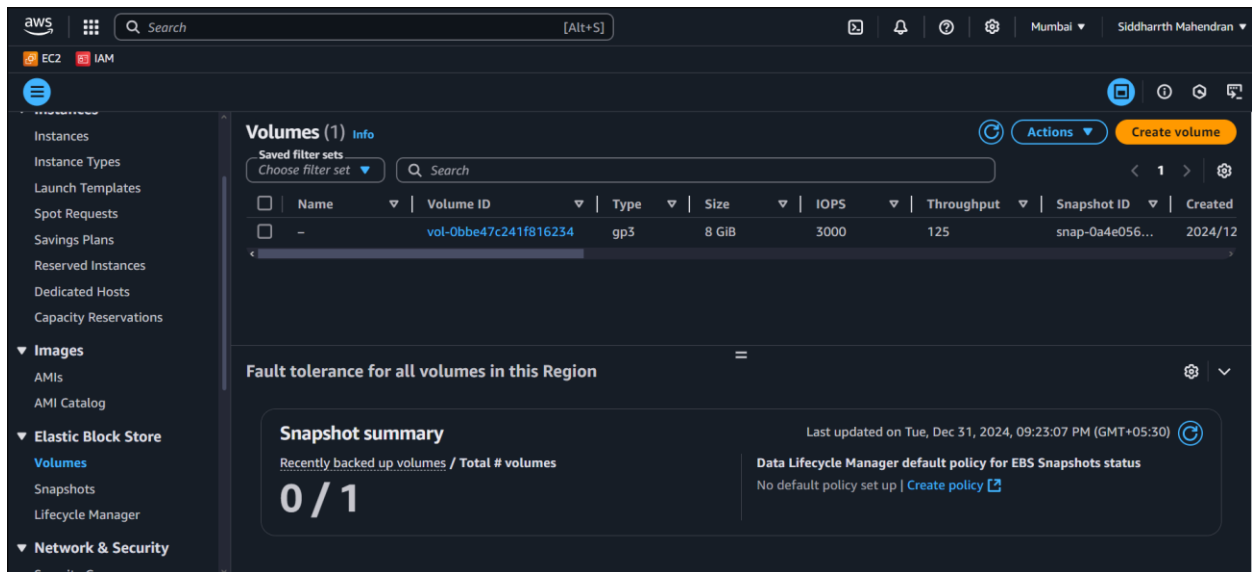 aws Search [Alt+S] Mumbai Siddharrth Mahendran
EC2 IAM
Instances
Instances
Instance Types
Launch Templates
Spot Requests
Savings Plans
Reserved Instances
Dedicated Hosts
Capacity Reservations
Images
AMIs
AMI Catalog
Elastic Block Store
Volumes
Snapshots
Lifecycle Manager
Network & Security
Volumes (1) Info Actions Create volume
Saved filter sets
Choose filter set Search 1
Name Volume ID Type Size IOPS Throughput Snapshot ID Created
– vol-0bbe47c241f816234 gp3 8 GiB 3000 125 snap-0a4e056... 2024/12
Fault tolerance for all volumes in this Region
Snapshot summary Last updated on Tue, Dec 31, 2024, 09:23:07 PM (GMT+05:30)
Recently backed up volumes / Total # volumes
0 / 1
Data Lifecycle Manager default policy for EBS Snapshots status
No default policy set up | Create policy